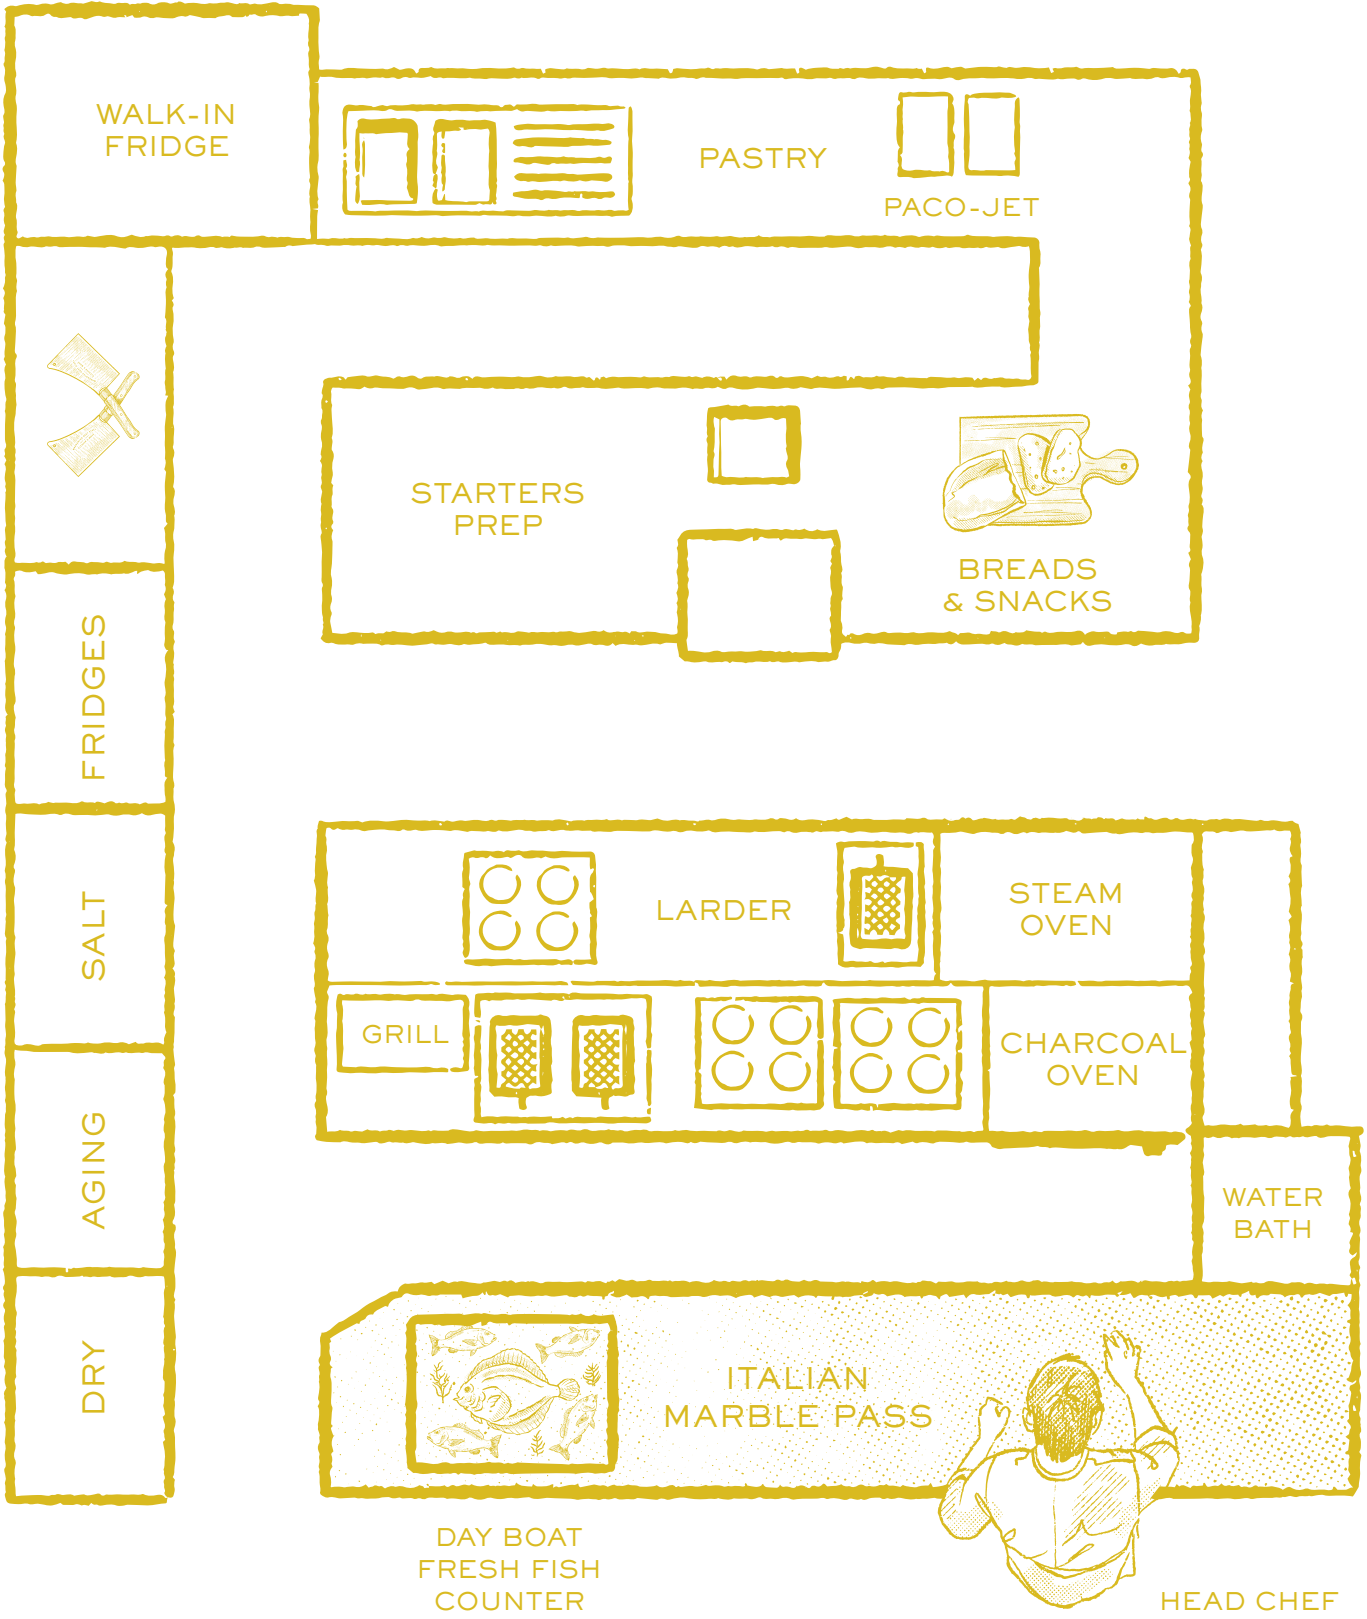 WALK-IN
FRIDGE
PASTRY
PACO-JET
STARTERS
PREP
BREADS
& SNACKS
FRIDGES
SALT
AGING
DRY
LARDER
STEAM
OVEN
GRILL
CHARCOAL
OVEN
WATER
BATH
ITALIAN
MARBLE PASS
DAY BOAT
FRESH FISH
COUNTER
HEAD CHEF